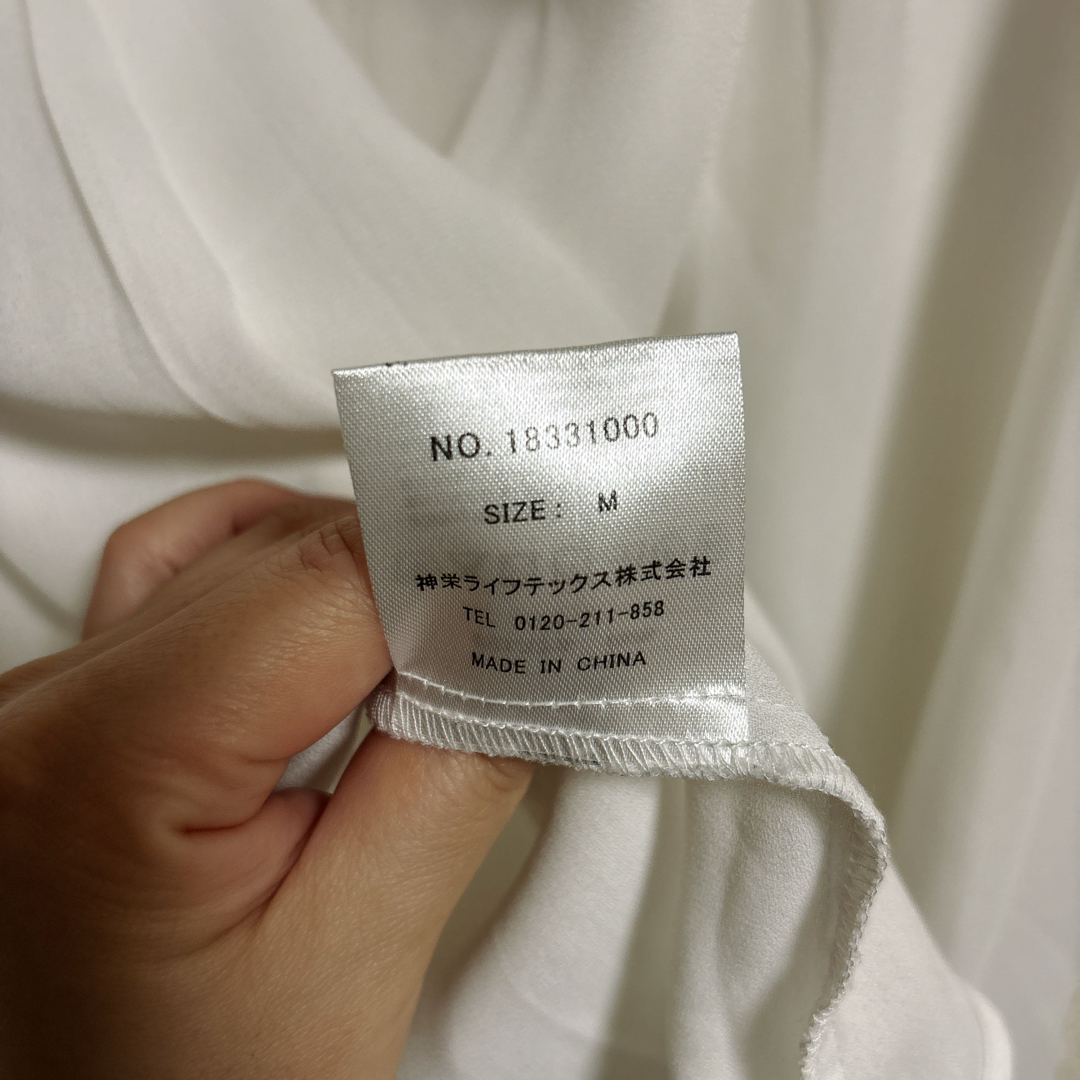 NO. 18331000
SIZE: M
神栄ライフテックス株式会社
TEL 0120-211-858
MADE IN CHINA